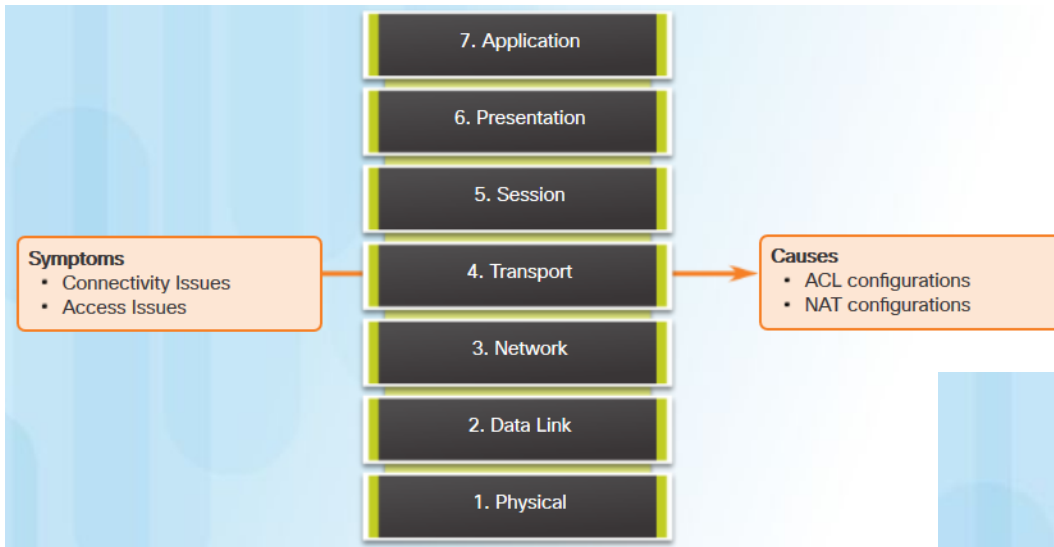 7. Application
6. Presentation
5. Session
Symptoms
• Connectivity Issues
• Access Issues
4. Transport
Causes
• ACL configurations
• NAT configurations
3. Network
2. Data Link
1. Physical